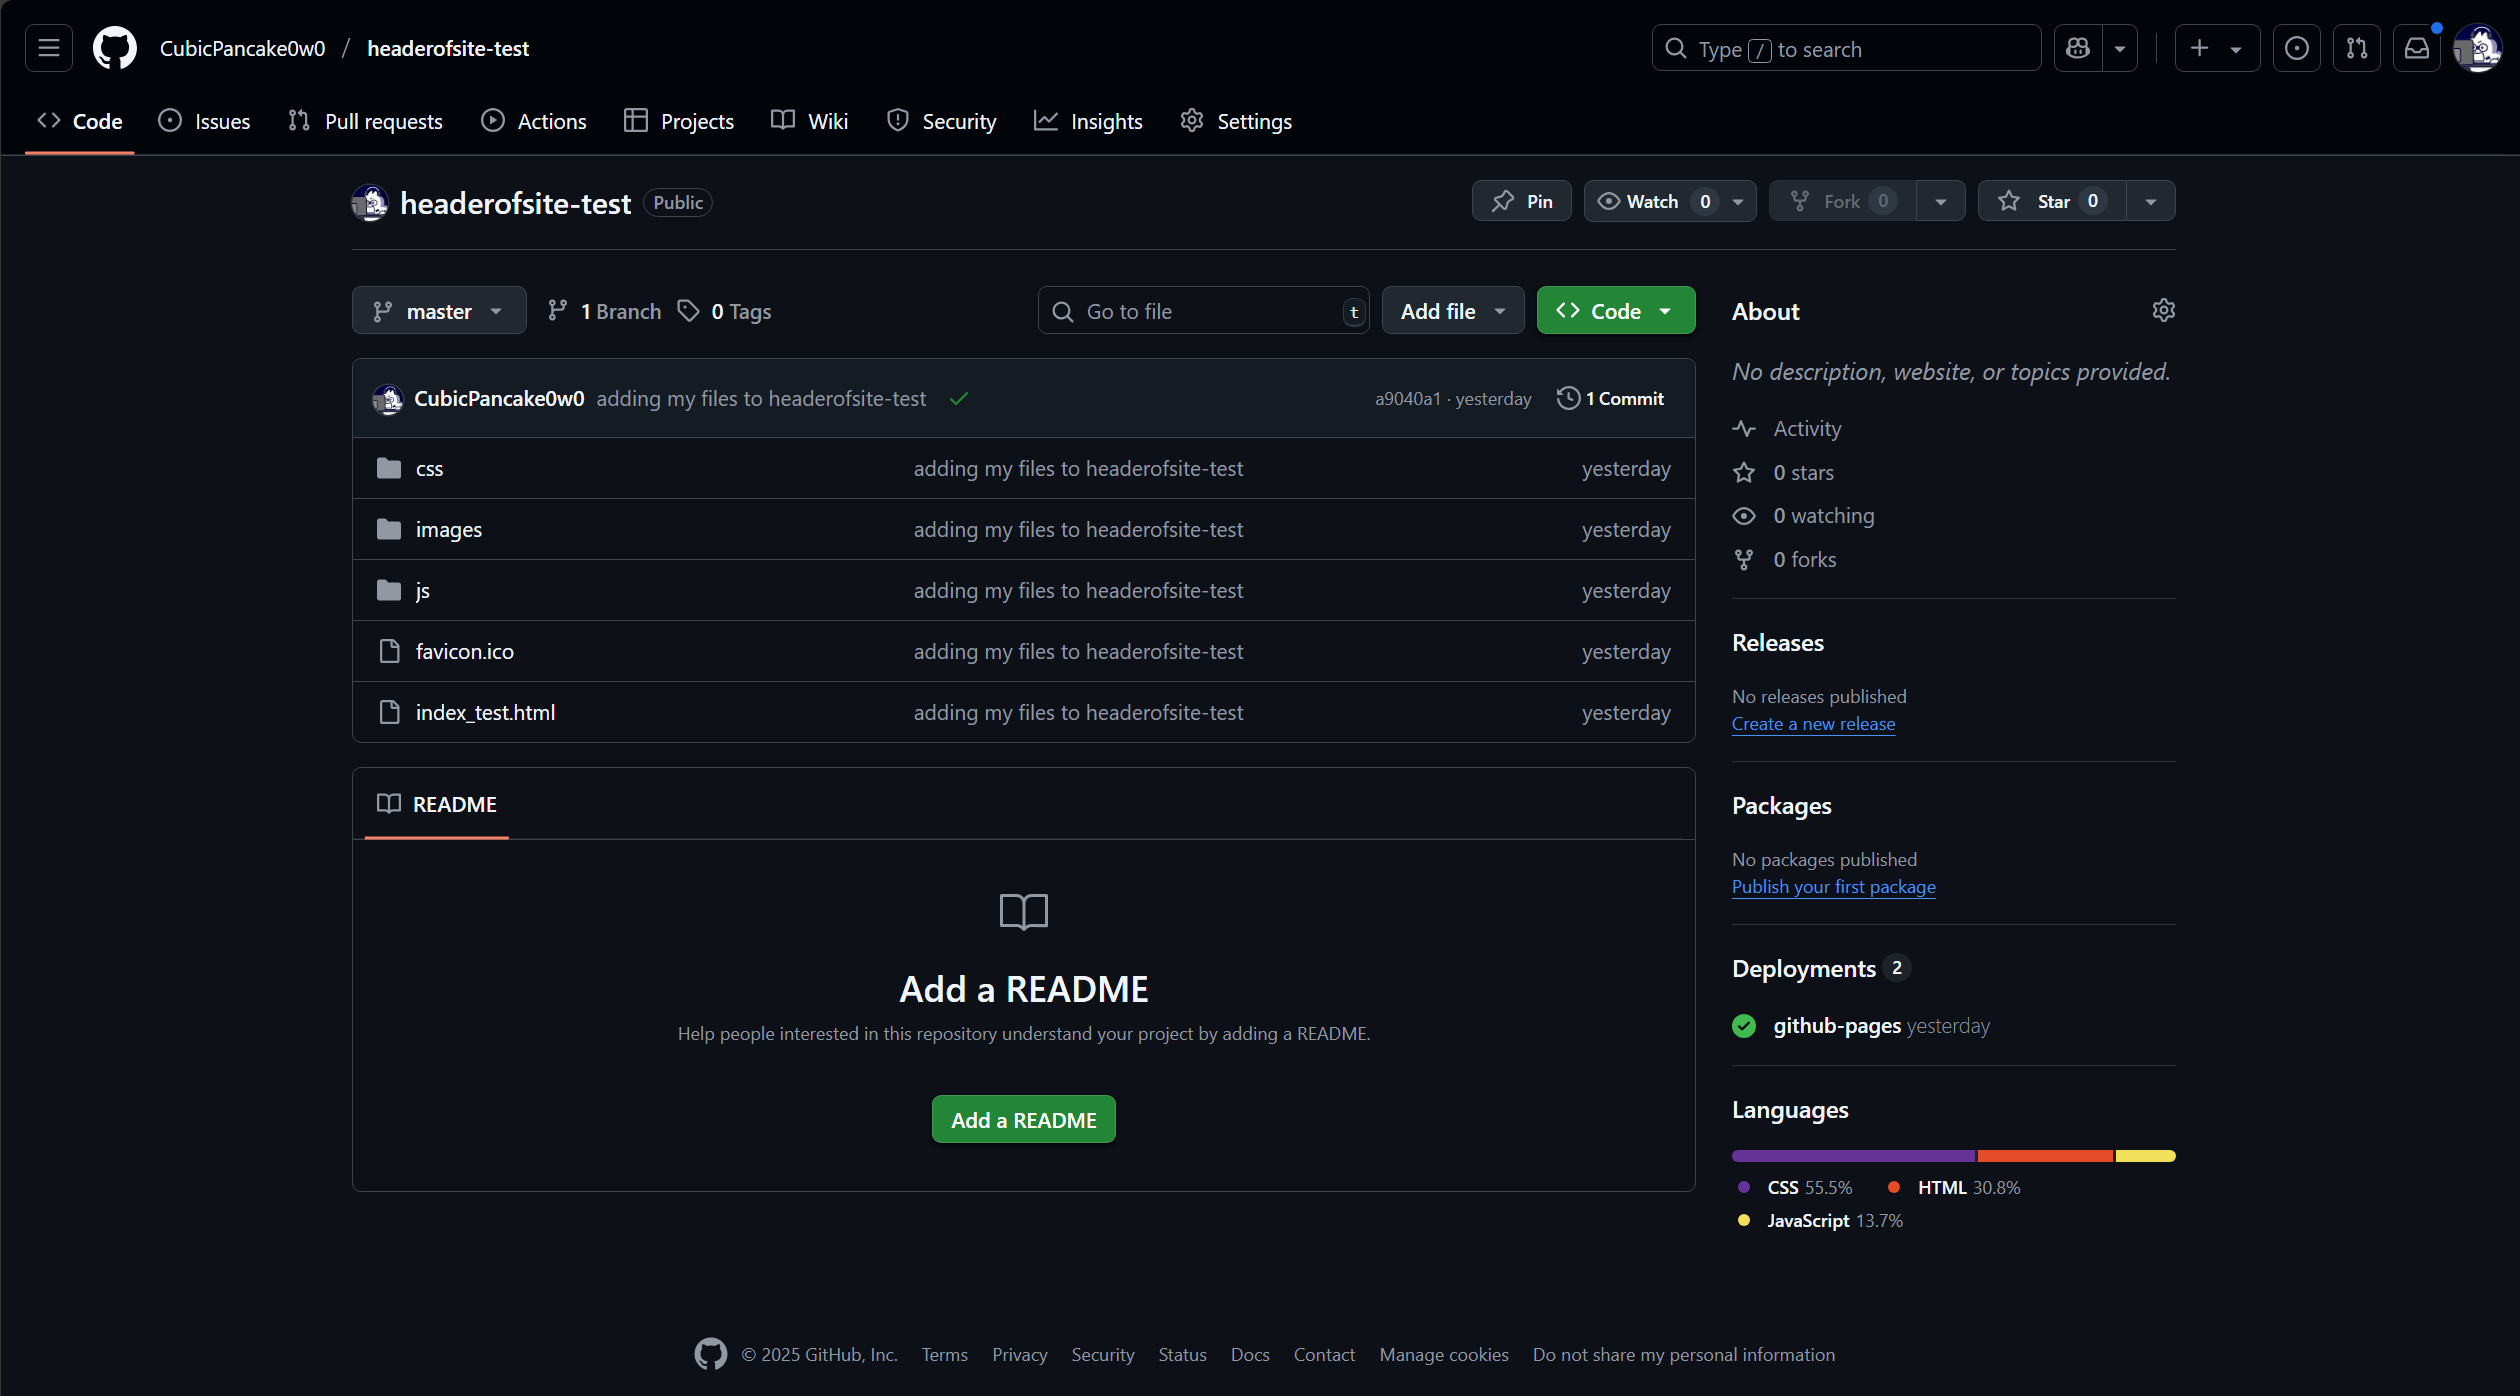 CubicPancake0w0 / headerofsite-test
Type / to search
Code Issues Pull requests Actions Projects Wiki Security Insights Settings
headerofsite-test Public
Pin Watch 0 Fork 0 Star 0
master 1 Branch 0 Tags
Go to file t Add file Code
CubicPancake0w0 adding my files to headerofsite-test a9040a1 · yesterday 1 Commit
css adding my files to headerofsite-test yesterday
images adding my files to headerofsite-test yesterday
js adding my files to headerofsite-test yesterday
favicon.ico adding my files to headerofsite-test yesterday
index_test.html adding my files to headerofsite-test yesterday
README
Add a README
Help people interested in this repository understand your project by adding a README.
Add a README
About
No description, website, or topics provided.
Activity
0 stars
0 watching
0 forks
Releases
No releases published
Create a new release
Packages
No packages published
Publish your first package
Deployments 2
github-pages yesterday
Languages
CSS 55.5% HTML 30.8%
JavaScript 13.7%
© 2025 GitHub, Inc. Terms Privacy Security Status Docs Contact Manage cookies Do not share my personal information